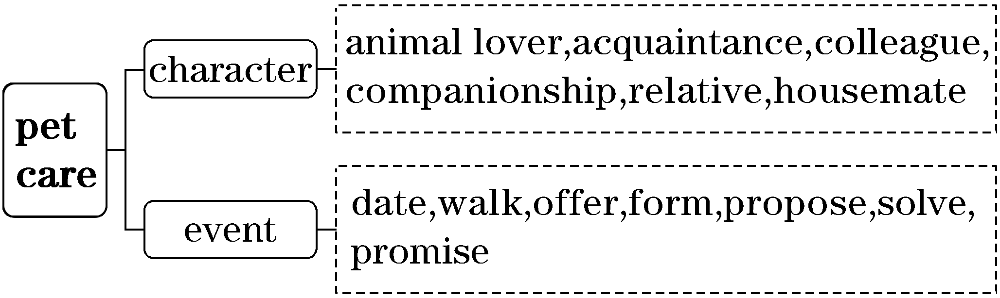 pet
care
character
animal lover,acquaintance,colleague,
companionship,relative,housemate
event
date,walk,offer,form,propose,solve,
promise